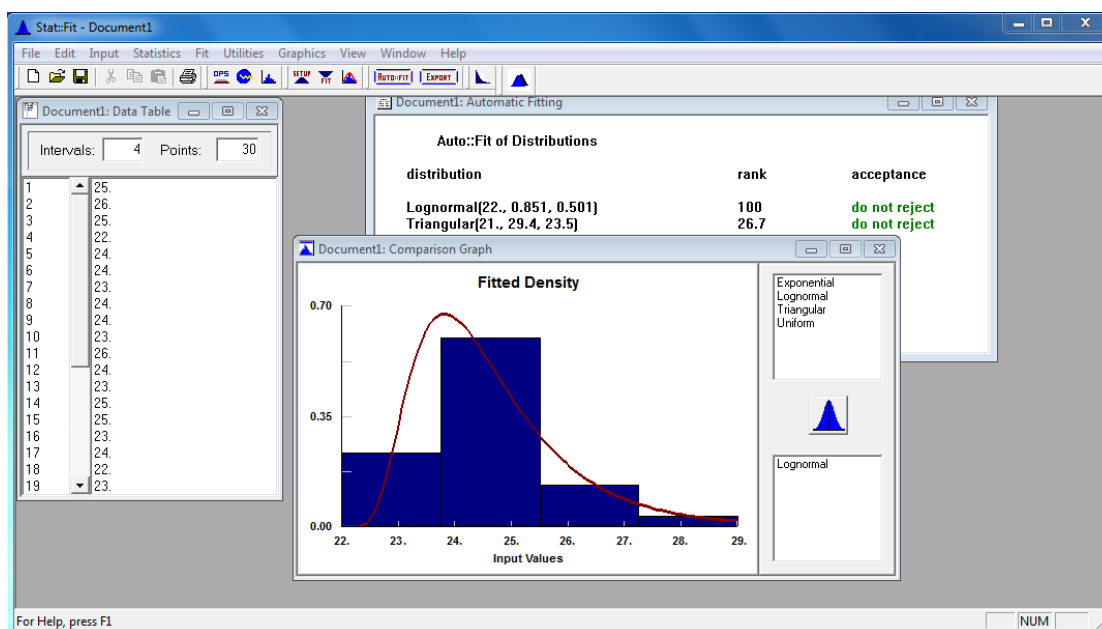 Stat::Fit - Document1
File Edit Input Statistics Fit Utilities Graphics View Window Help
DPS SETUP FIT AUTO::FIT EXPORT
Document1: Data Table
Intervals: 4 Points: 30
1 25.
2 26.
3 25.
4 22.
5 24.
6 24.
7 23.
8 24.
9 24.
10 23.
11 26.
12 24.
13 23.
14 25.
15 25.
16 23.
17 24.
18 22.
19 23.
Document1: Automatic Fitting
Auto::Fit of Distributions
distribution rank acceptance
Lognormal(22., 0.851, 0.501) 100 do not reject
Triangular(21., 29.4, 23.5) 26.7 do not reject
Document1: Comparison Graph
Fitted Density
0.70
0.35
0.00
22. 23. 24. 25. 26. 27. 28. 29.
Input Values
Exponential
Lognormal
Triangular
Uniform
Lognormal
For Help, press F1
NUM